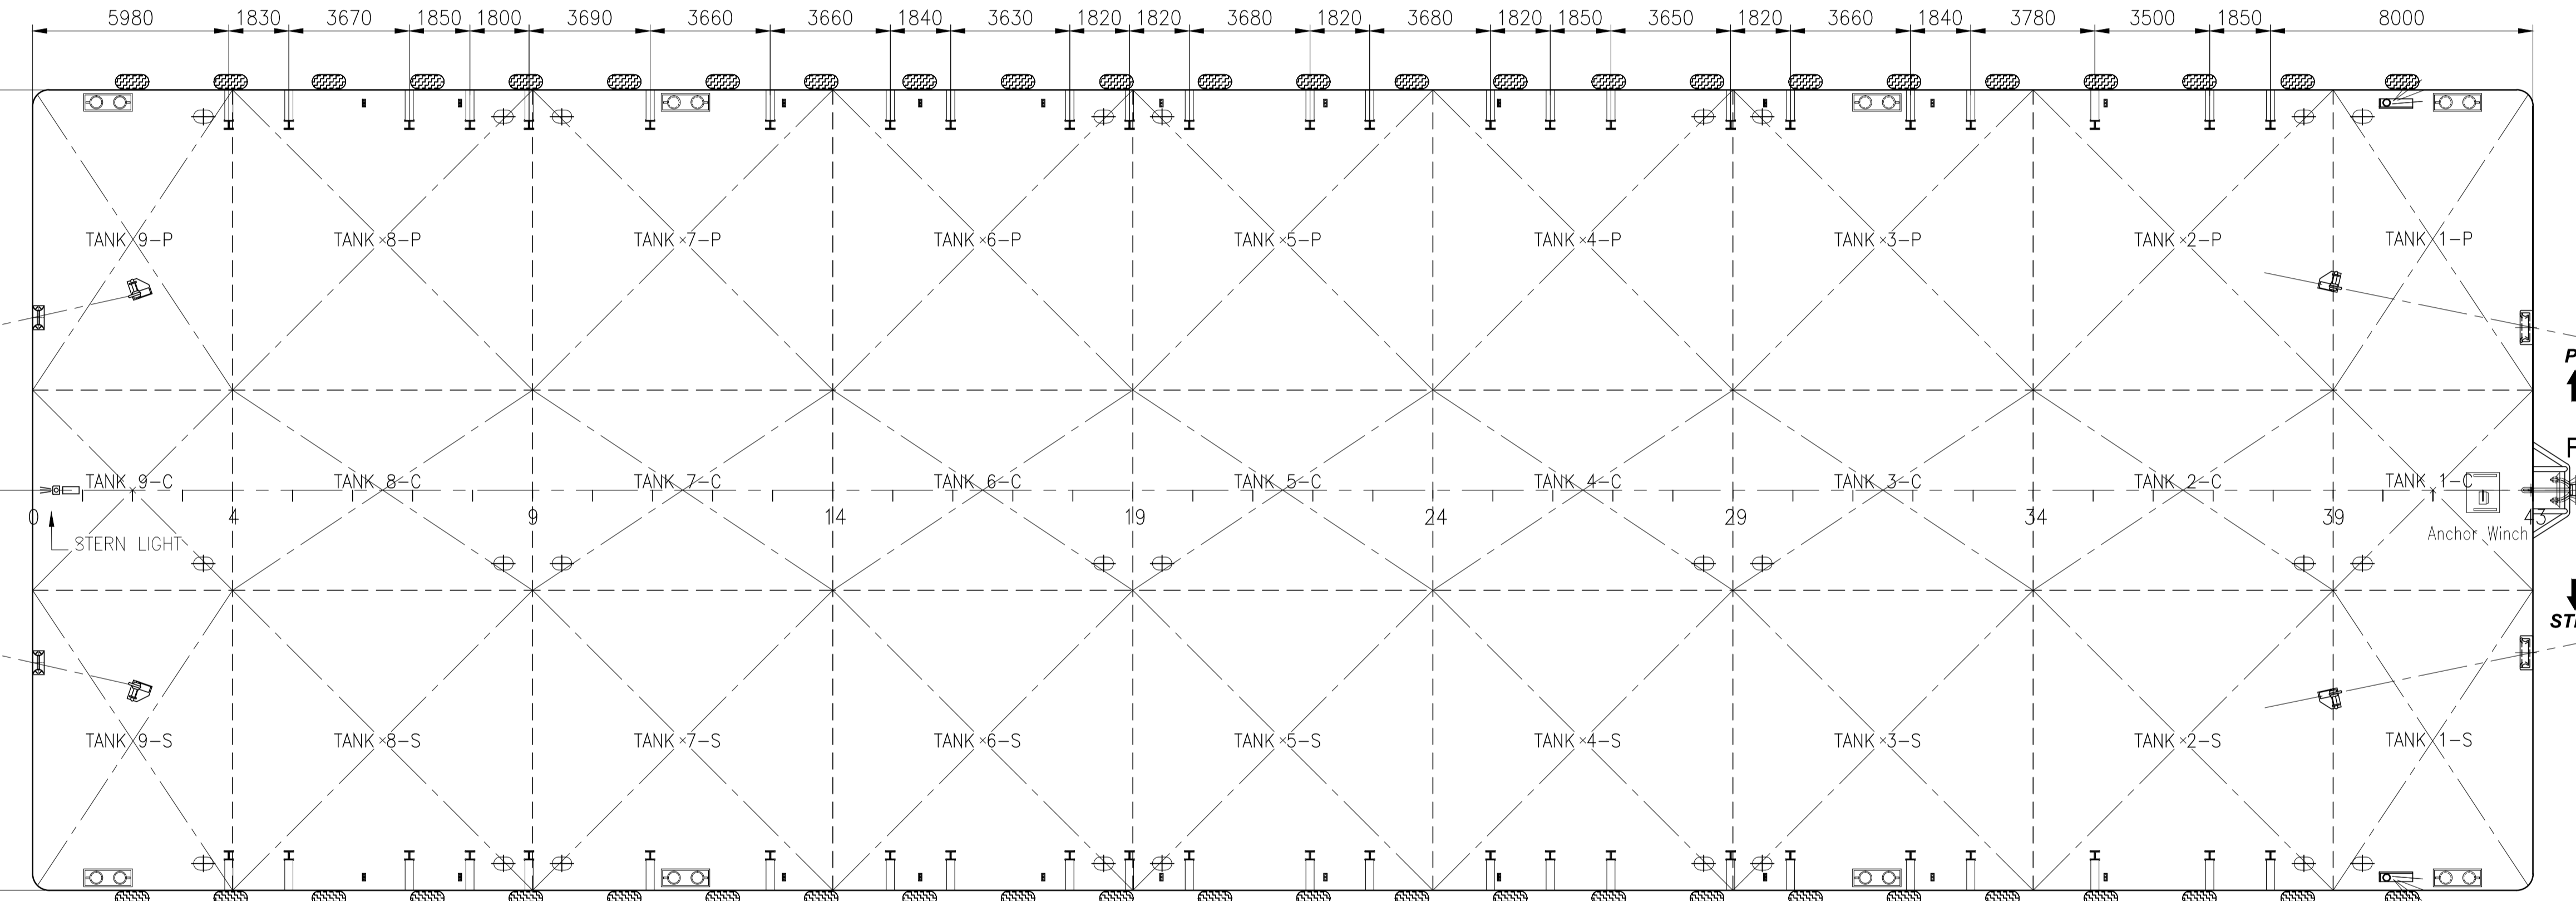 5980 1830 3670 1850 1800 3690 3660 3660 1840 3630 1820 1820 3680 1820 3680 1820 1850 3650 1820 3660 1840 3780 3500 1850 8000
TANK 9-P TANK 8-P TANK 7-P TANK 6-P TANK 5-P TANK 4-P TANK 3-P TANK 2-P TANK 1-P
P
F
TANK 9-C TANK 8-C TANK 7-C TANK 6-C TANK 5-C TANK 4-C TANK 3-C TANK 2-C TANK 1-C
0 4 9 14 19 24 29 34 39 43
STERN LIGHT Anchor Winch
ST
TANK 9-S TANK 8-S TANK 7-S TANK 6-S TANK 5-S TANK 4-S TANK 3-S TANK 2-S TANK 1-S